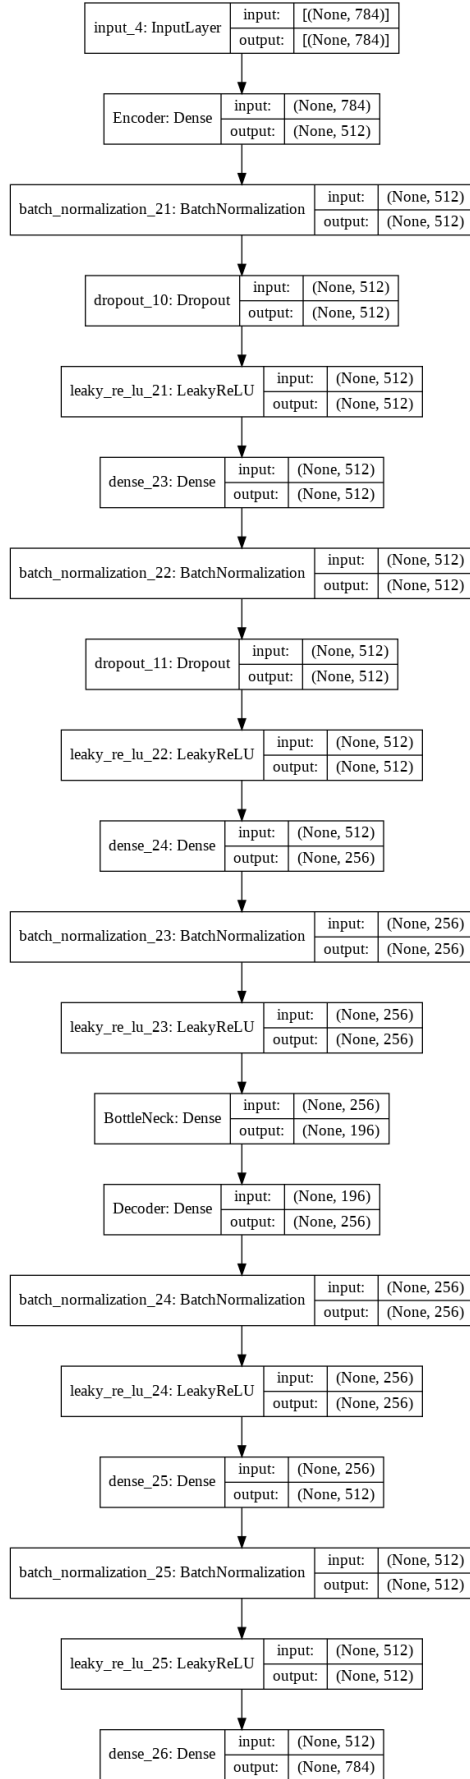 input_4: InputLayer input: [(None, 784)]
output: [(None, 784)]
Encoder: Dense input: (None, 784)
output: (None, 512)
batch_normalization_21: BatchNormalization input: (None, 512)
output: (None, 512)
dropout_10: Dropout input: (None, 512)
output: (None, 512)
leaky_re_lu_21: LeakyReLU input: (None, 512)
output: (None, 512)
dense_23: Dense input: (None, 512)
output: (None, 512)
batch_normalization_22: BatchNormalization input: (None, 512)
output: (None, 512)
dropout_11: Dropout input: (None, 512)
output: (None, 512)
leaky_re_lu_22: LeakyReLU input: (None, 512)
output: (None, 512)
dense_24: Dense input: (None, 512)
output: (None, 256)
batch_normalization_23: BatchNormalization input: (None, 256)
output: (None, 256)
leaky_re_lu_23: LeakyReLU input: (None, 256)
output: (None, 256)
BottleNeck: Dense input: (None, 256)
output: (None, 196)
Decoder: Dense input: (None, 196)
output: (None, 256)
batch_normalization_24: BatchNormalization input: (None, 256)
output: (None, 256)
leaky_re_lu_24: LeakyReLU input: (None, 256)
output: (None, 256)
dense_25: Dense input: (None, 256)
output: (None, 512)
batch_normalization_25: BatchNormalization input: (None, 512)
output: (None, 512)
leaky_re_lu_25: LeakyReLU input: (None, 512)
output: (None, 512)
dense_26: Dense input: (None, 512)
output: (None, 784)